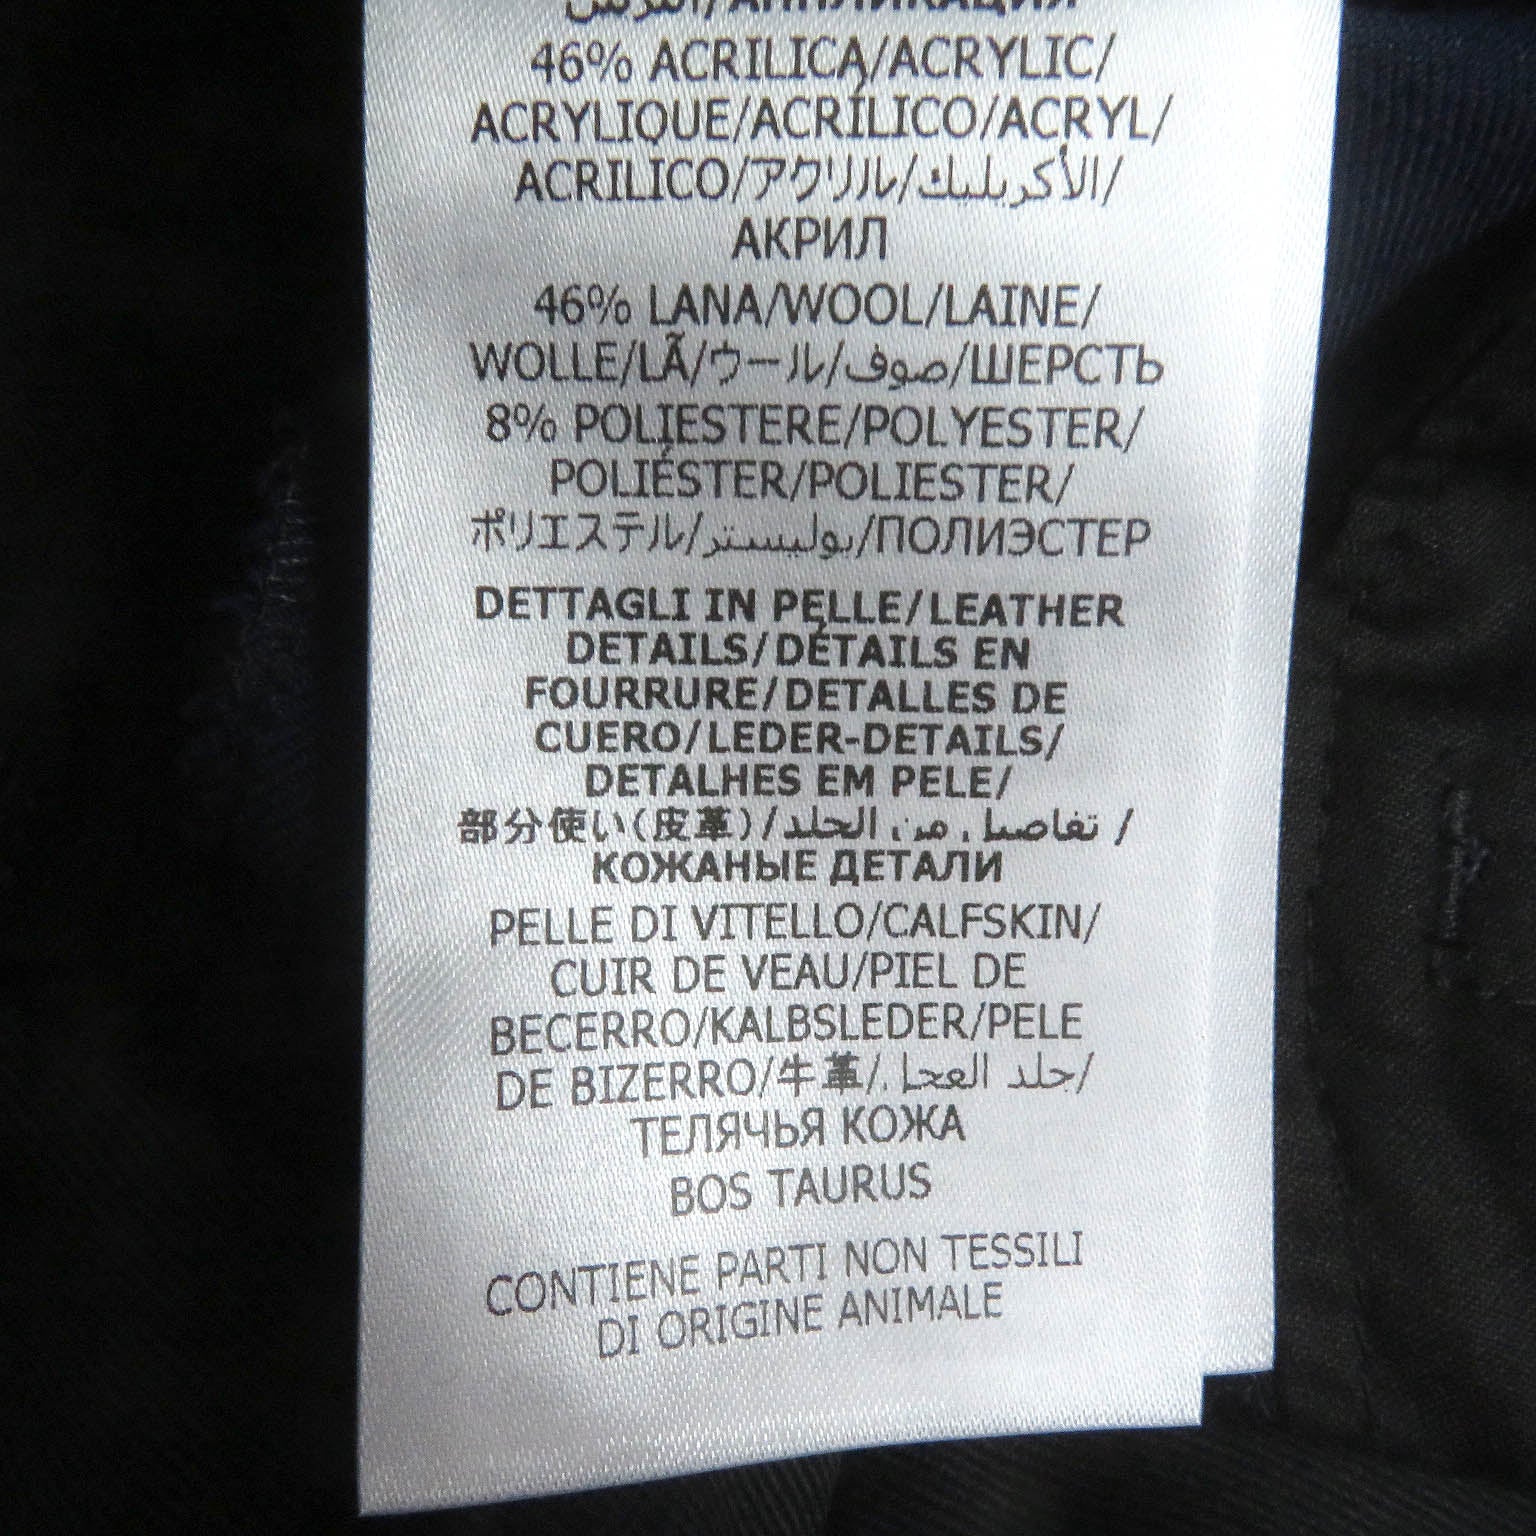 АППЛИКАЦИЯ
46% ACRILICA/ACRYLIC/
ACRYLIQUE/ACRÍLICO/ACRYL/
ACRILICO/アクリル/الأكريليك/
АКРИЛ
46% LANA/WOOL/LAINE/
WOLLE/LÃ/ウール/صوف/ШЕРСТЬ
8% POLIESTERE/POLYESTER/
POLIÉSTER/POLIESTER/
ポリエステル/بوليستر/ПОЛИЭСТЕР
DETTAGLI IN PELLE/LEATHER
DETAILS/DÉTAILS EN
FOURRURE/DETALLES DE
CUERO/LEDER-DETAILS/
DETALHES EM PELE/
部分使い(皮革)/تفاصيل من الجلد/
КОЖАНЫЕ ДЕТАЛИ
PELLE DI VITELLO/CALFSKIN/
CUIR DE VEAU/PIEL DE
BECERRO/KALBSLEDER/PELE
DE BIZERRO/牛革/جلد العجل/
ТЕЛЯЧЬЯ КОЖА
BOS TAURUS
CONTIENE PARTI NON TESSILI
DI ORIGINE ANIMALE